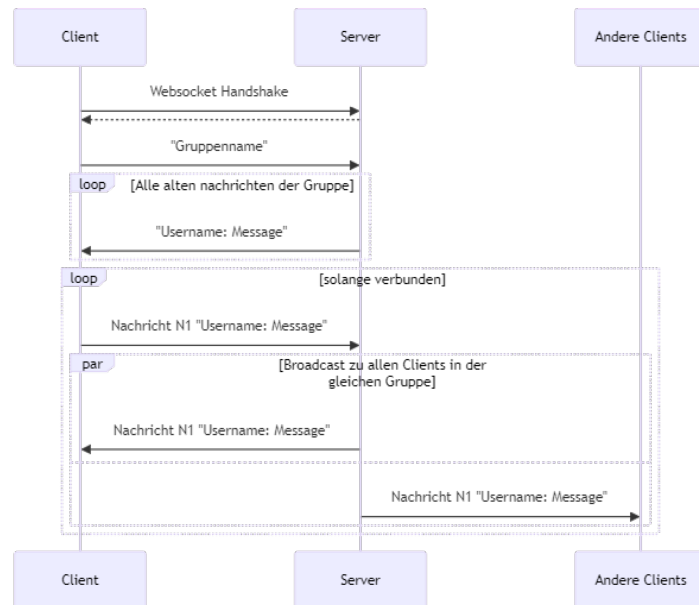 Client
Server
Andere Clients
Websocket Handshake
"Gruppenname"
loop
[Alle alten nachrichten der Gruppe]
"Username: Message"
loop
[solange verbunden]
Nachricht N1 "Username: Message"
par
[Broadcast zu allen Clients in der
gleichen Gruppe]
Nachricht N1 "Username: Message"
Nachricht N1 "Username: Message"
Client
Server
Andere Clients